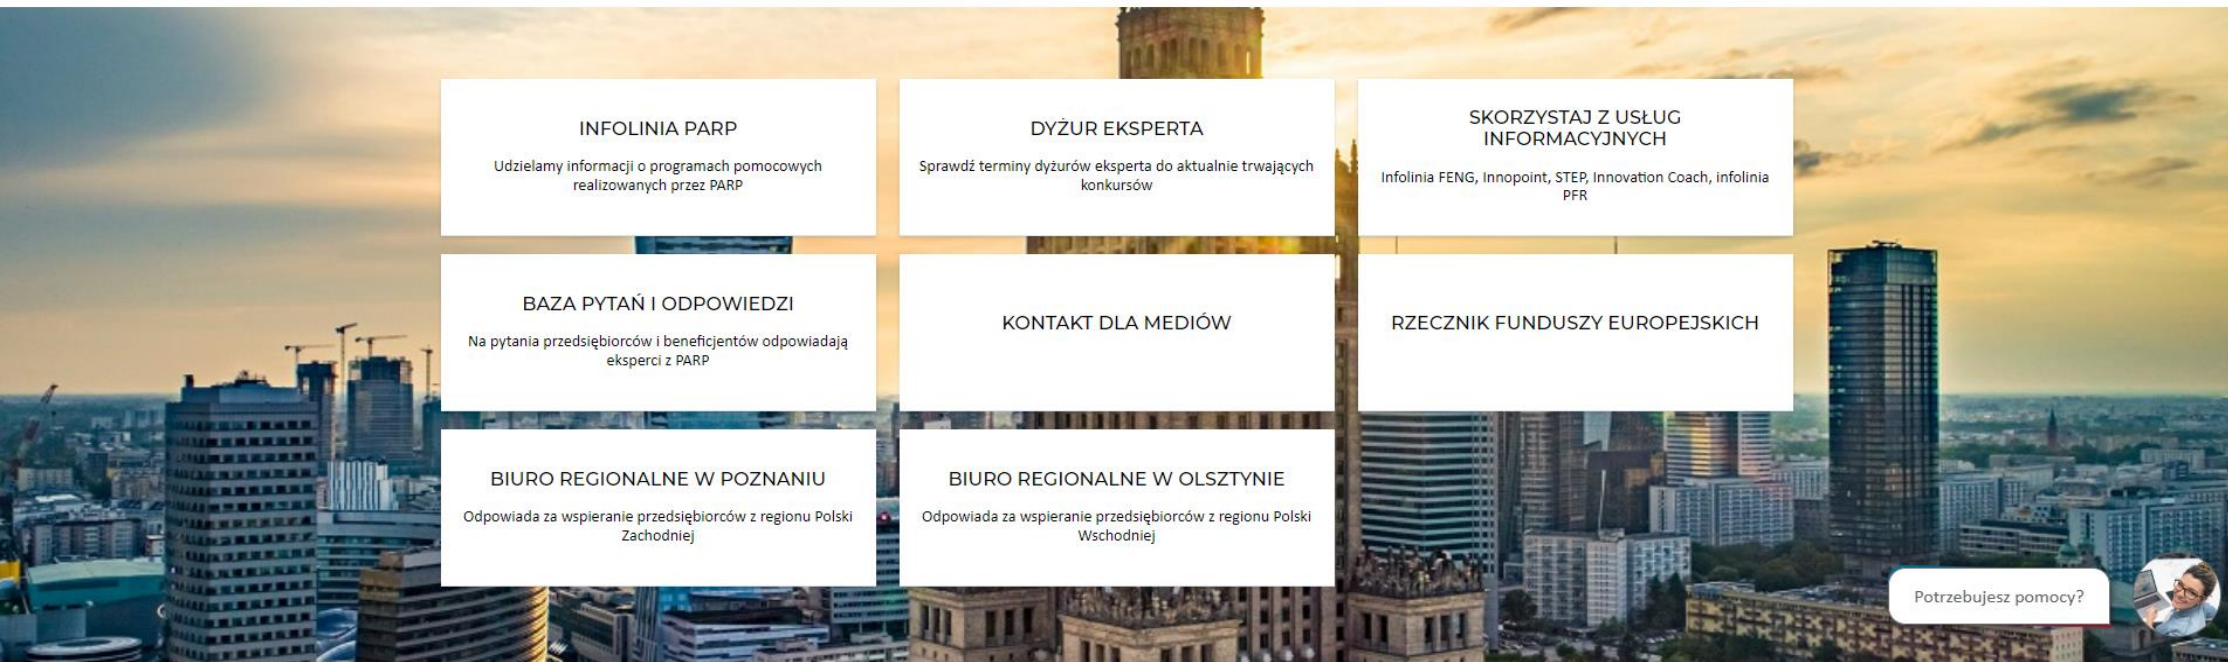 INFOLINIA PARP
Udzielamy informacji o programach pomocowych
realizowanych przez PARP
DYŻUR EKSPERTA
Sprawdź terminy dyżurów eksperta do aktualnie trwających
konkursów
SKORZYSTAJ Z USŁUG
INFORMACYJNYCH
Infolinia FENG, Innopoint, STEP, Innovation Coach, infolinia
PFR
BAZA PYTAŃ I ODPOWIEDZI
Na pytania przedsiębiorców i beneficjentów odpowiadają
eksperci z PARP
KONTAKT DLA MEDIÓW
RZECZNIK FUNDUSZY EUROPEJSKICH
BIURO REGIONALNE W POZNANIU
Odpowiada za wspieranie przedsiębiorców z regionu Polski
Zachodniej
BIURO REGIONALNE W OLSZTYNIE
Odpowiada za wspieranie przedsiębiorców z regionu Polski
Wschodniej
Potrzebujesz pomocy?